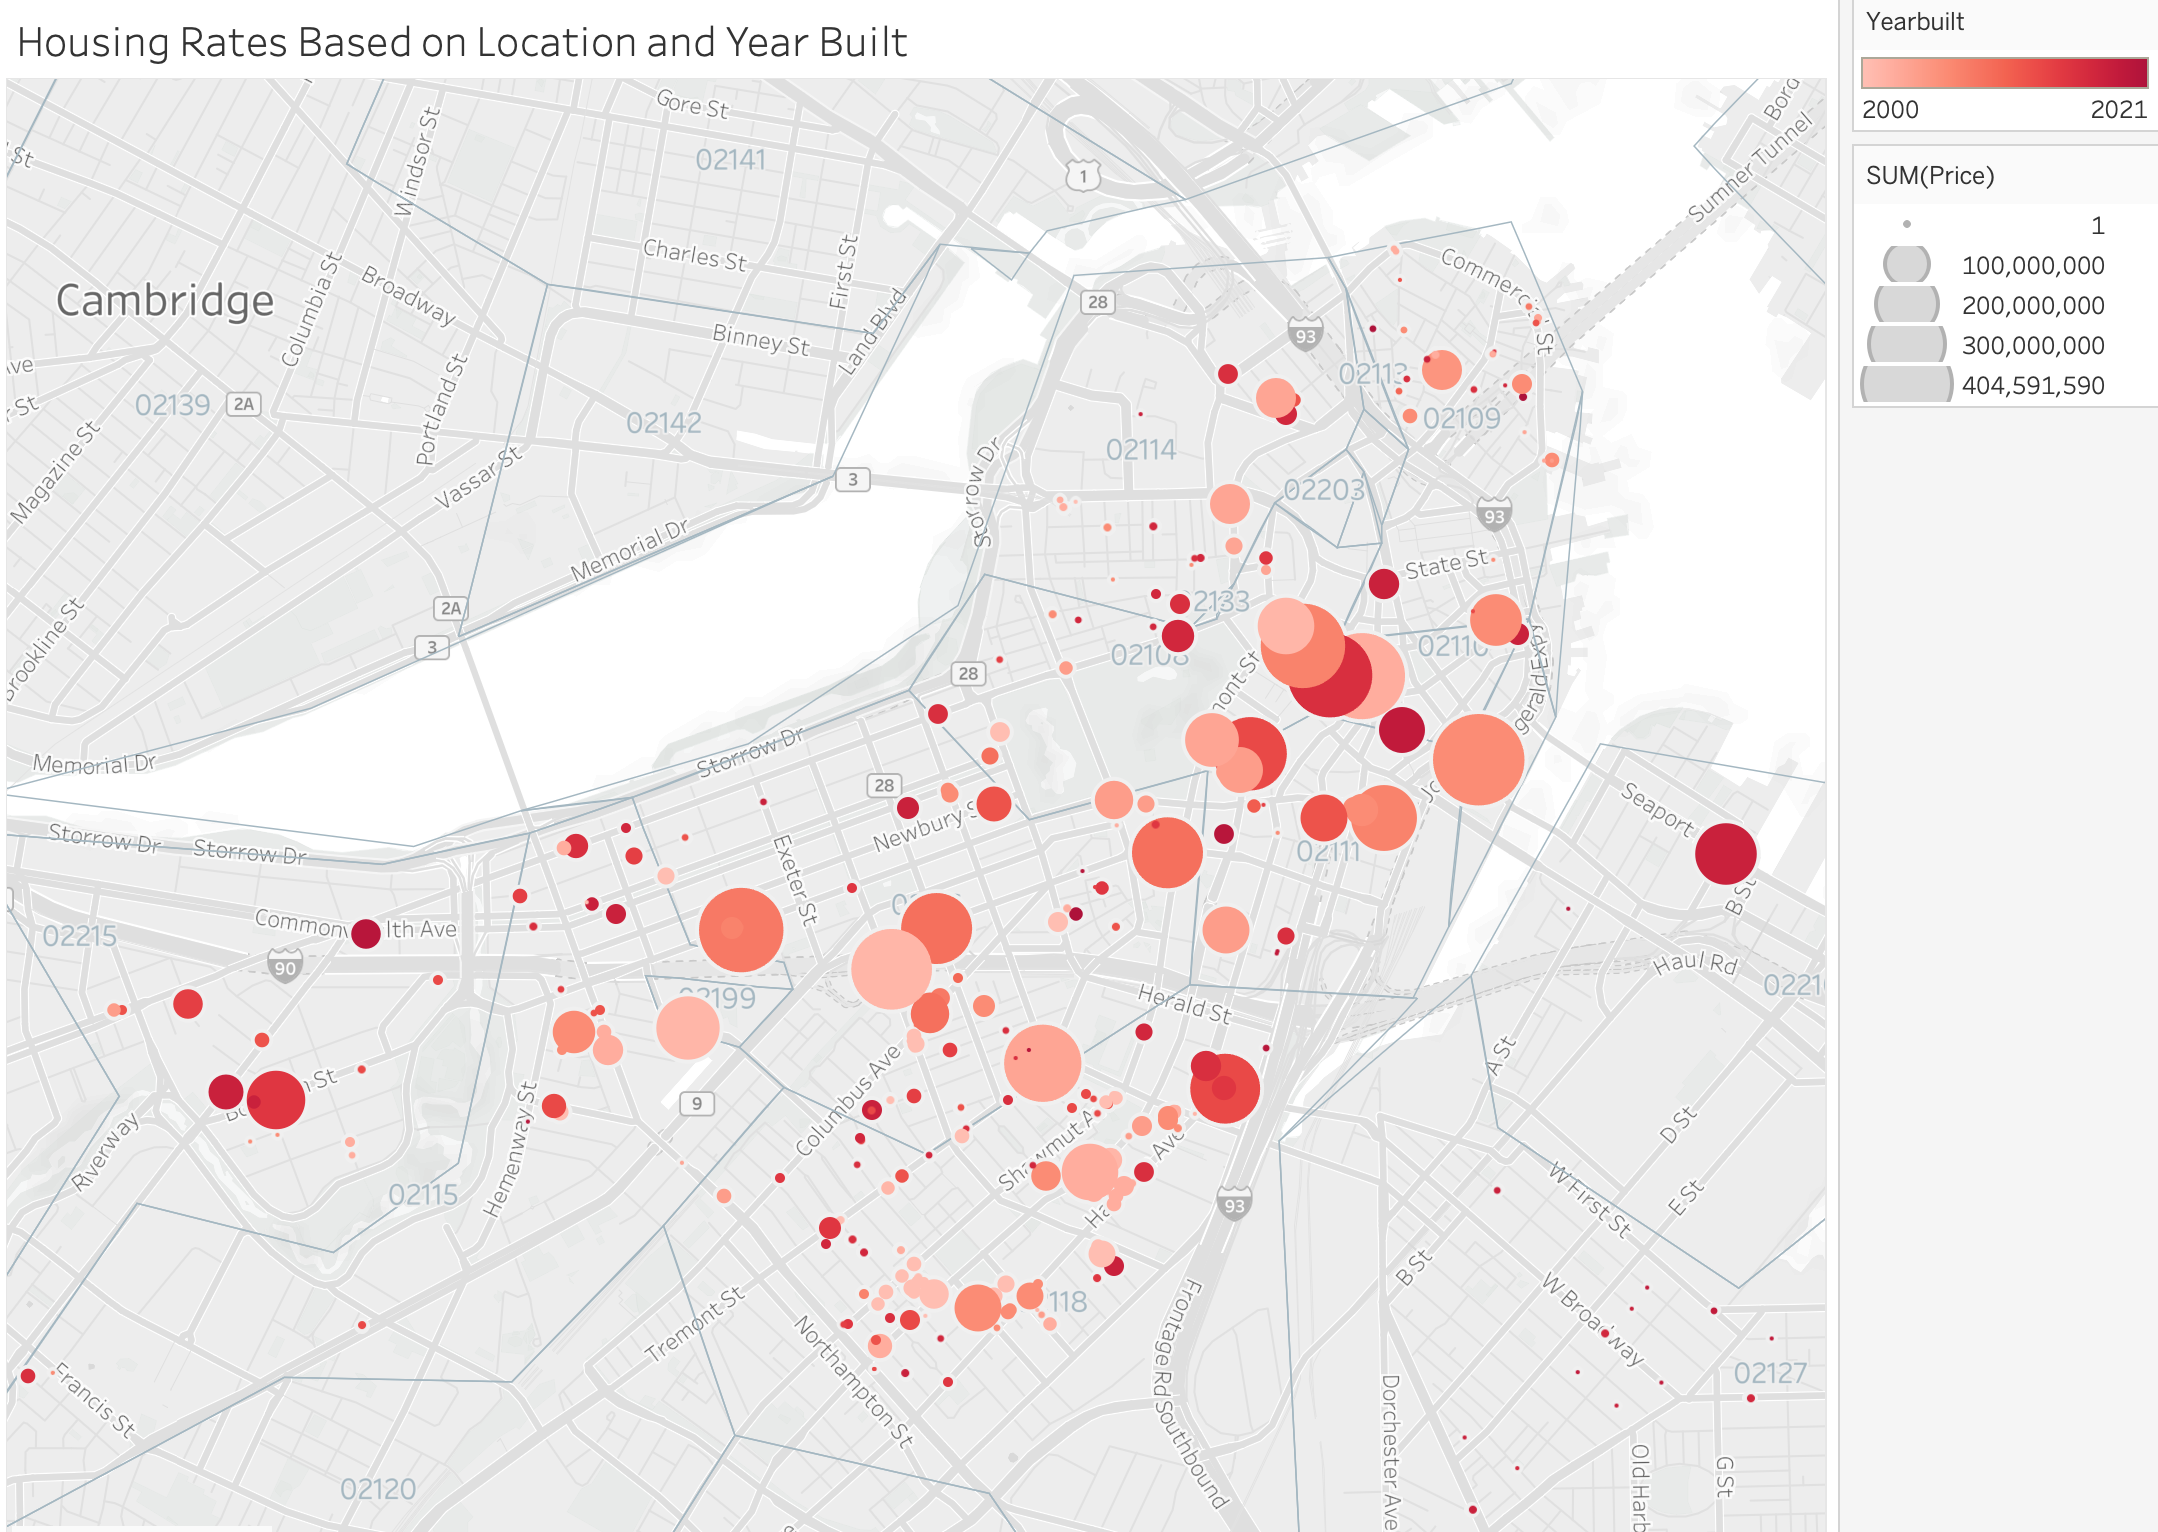 Housing Rates Based on Location and Year Built
Yearbuilt
2000
2021
SUM(Price)
1
100,000,000
200,000,000
300,000,000
404,591,590
Gore St
02141
Windsor St
1
Sumner Tunnel
Bord
St
Charles St
First St
Commerc
St
Cambridge
Columbia St
Broadway
28
Binney St
Land Blvd
93
ve
Portland St
02113
02139
2A
St
02142
02109
Magazine St
Vassar St
3
02114
Storrow Dr
02203
93
Memorial Dr
State St
2A
2133
Brookline St
3
02108
02110
28
mont St
gerald Expy
Memorial Dr
Storrow Dr
28
Seaport
Newbury S
Storrow Dr
Storrow Dr
Exeter St
02111
B St
Common
lth Ave
02215
90
Haul Rd
02199
0221
Herald St
A St
n St
9
Columbus Ave
Shawmut A
Ave
D St
Riverway
Hemenway St
02115
W First St
E St
Ha
93
B St
118
Tremont St
W Broadway
Frontage Rd Southbound
Northampton St
02127
Francis St
Dorchester Ave
Old Harb
G St
02120